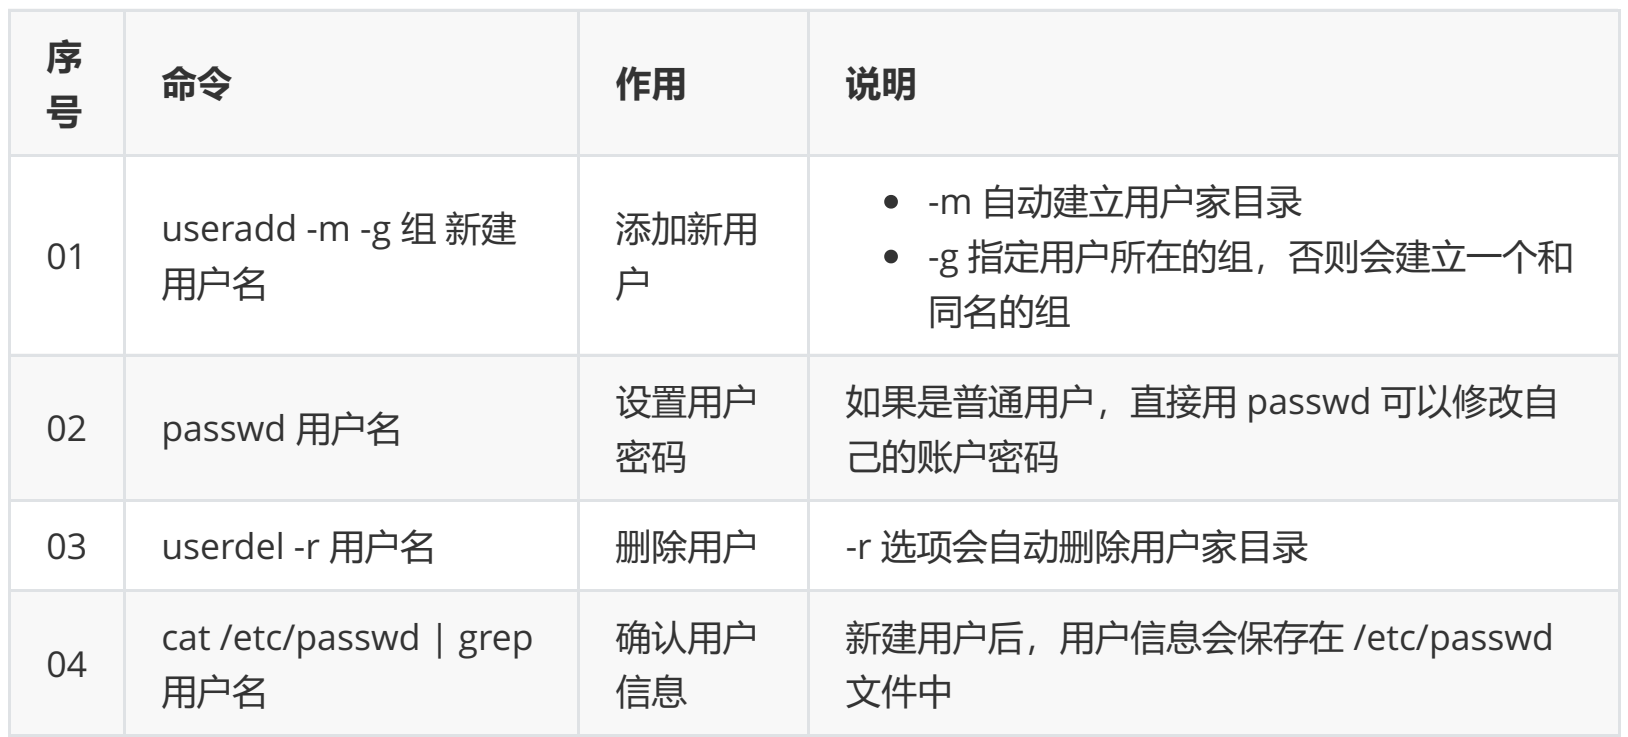 序号 命令 作用 说明
01
useradd -m -g 组 新建
用户名
添加新用
户
-m 自动建立用户家目录
-g 指定用户所在的组，否则会建立一个和
同名的组
02
passwd 用户名
设置用户
密码
如果是普通用户，直接用 passwd 可以修改自
己的账户密码
03
userdel -r 用户名
删除用户
-r 选项会自动删除用户家目录
04
cat /etc/passwd | grep
用户名
确认用户
信息
新建用户后，用户信息会保存在 /etc/passwd
文件中